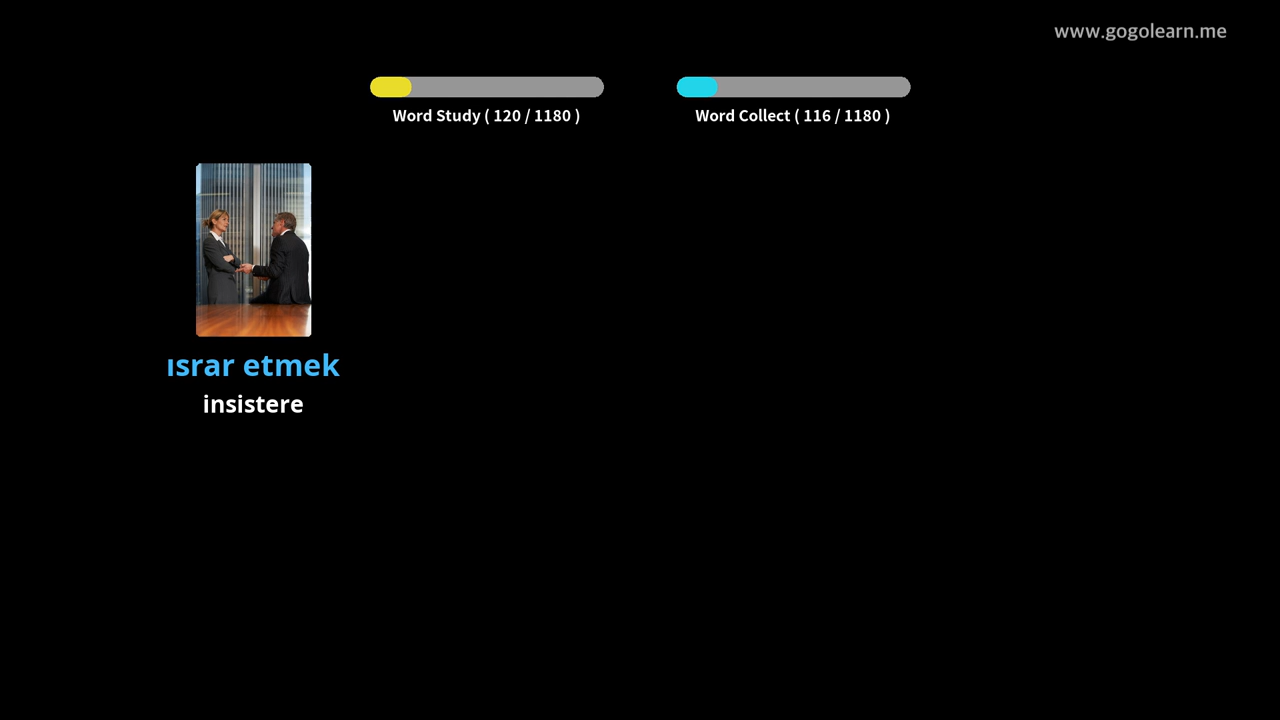 www.gogolearn.me
Word Study ( 120 / 1180 )
Word Collect ( 116 / 1180 )
ısrar etmek
insistere